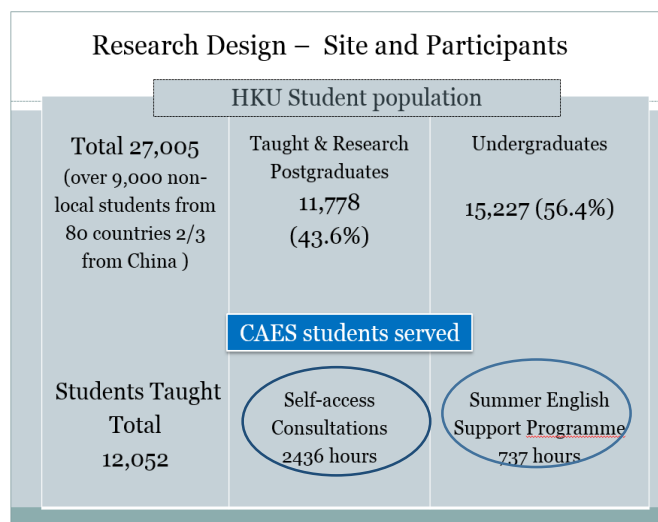 Research Design – Site and Participants
HKU Student population
Total 27,005
(over 9,000 non-
local students from
80 countries 2/3
from China )
Taught & Research
Postgraduates
11,778
(43.6%)
Undergraduates
15,227 (56.4%)
CAES students served
Students Taught
Total
12,052
Self-access
Consultations
2436 hours
Summer English
Support Programme
737 hours